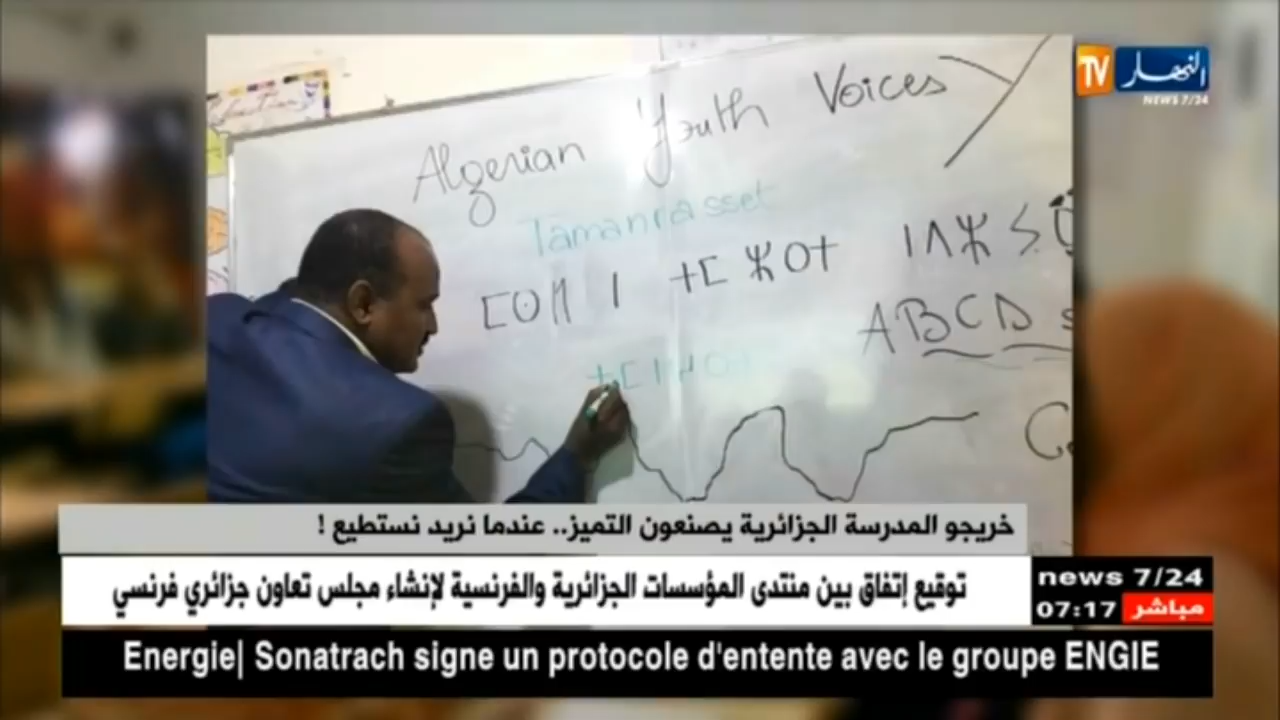 TV النهار
NEWS 7/24
Algerian Youth Voices
Tamanrasset
ⵎⵙⵍⵍ ⵏ ⵜⵎⵣⵔⵜ
ABCD
خريجو المدرسة الجزائرية يصنعون التميز.. عندما نريد نستطيع !
توقيع إتفاق بين منتدى المؤسسات الجزائرية والفرنسية لإنشاء مجلس تعاون جزائري فرنسي
news 7/24
07:17 مباشر
Energie| Sonatrach signe un protocole d'entente avec le groupe ENGIE